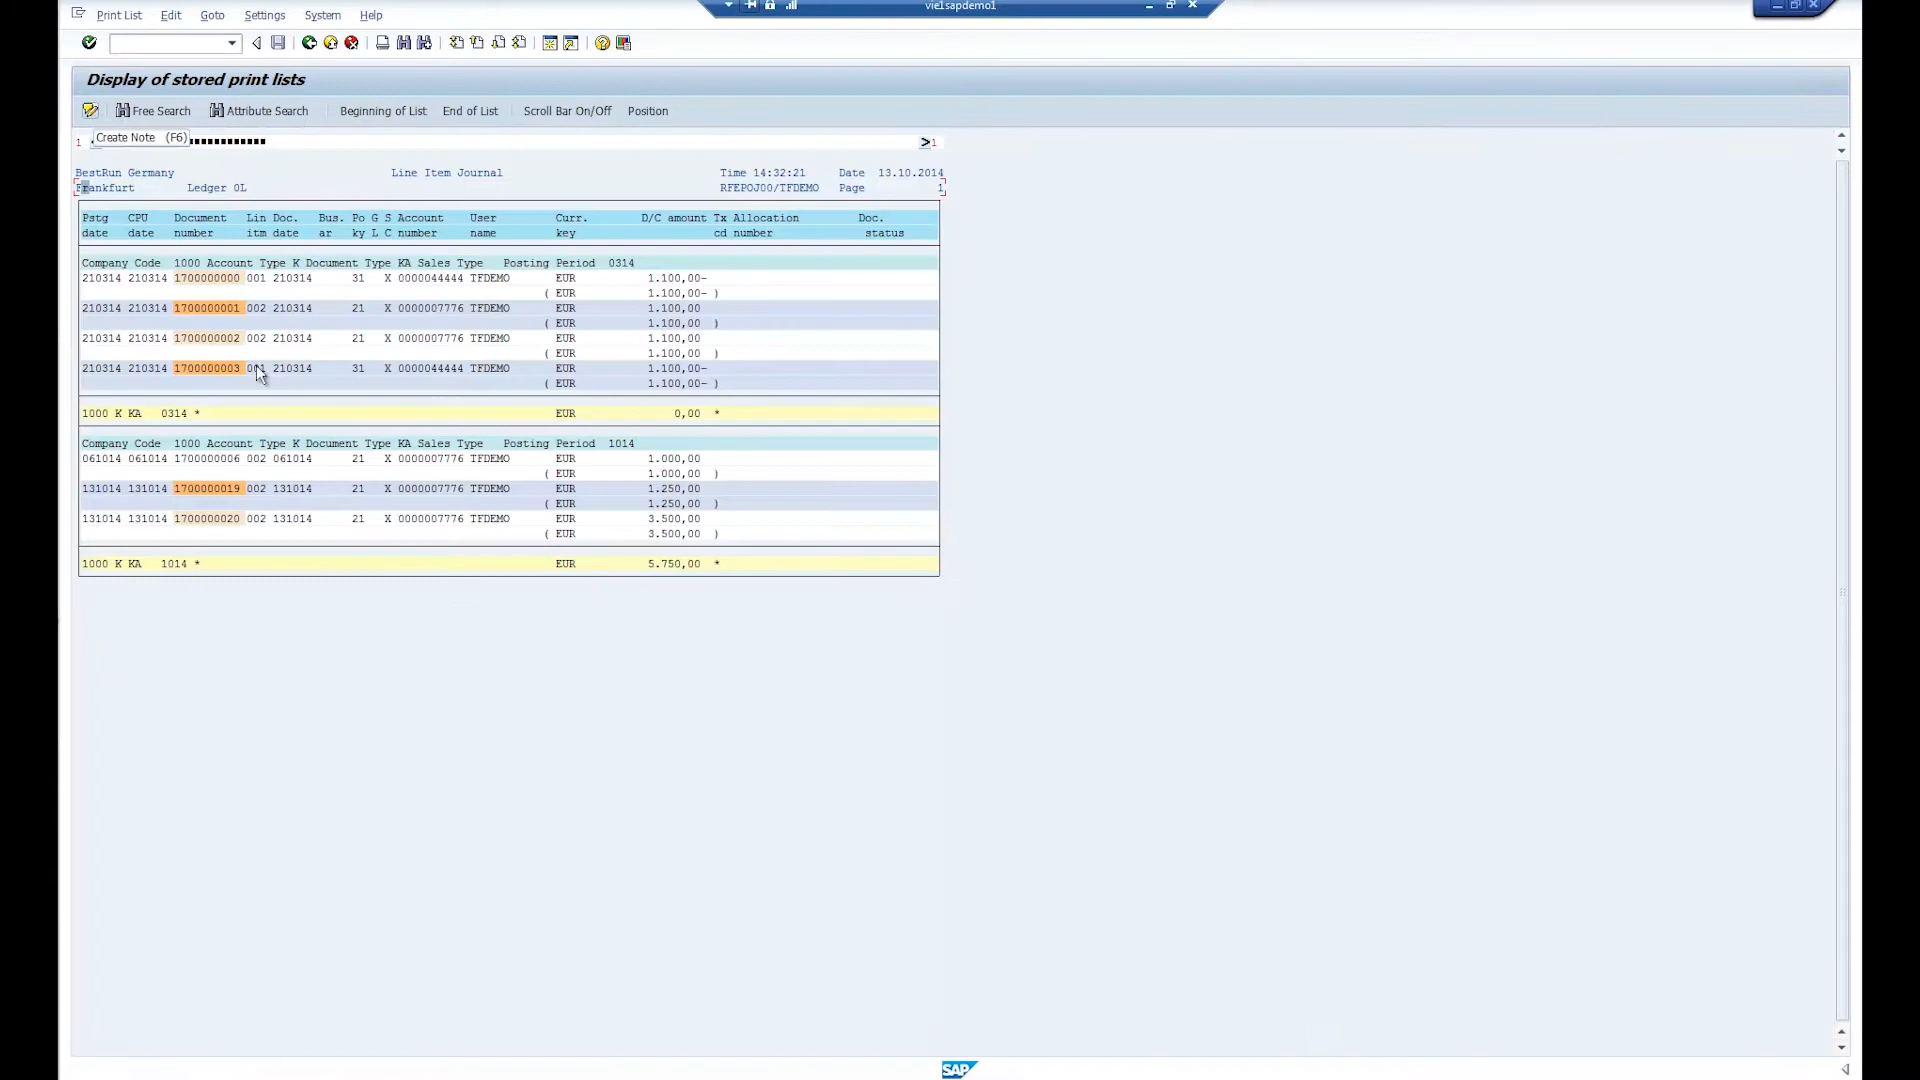 Print List Edit Goto Settings System Help
vie1sapdemo1
Display of stored print lists
Free Search Attribute Search Beginning of List End of List Scroll Bar On/Off Position
Create Note (F6)
1 > 1
BestRun Germany Line Item Journal Time 14:32:21 Date 13.10.2014
Frankfurt Ledger 0L RFEPOJ00/TFDEMO Page 1
Pstg CPU Document Lin Doc. Bus. Po G S Account User Curr. D/C amount Tx Allocation Doc.
date date number itm date ar ky L C number name key cd number status
Company Code 1000 Account Type K Document Type KA Sales Type Posting Period 0314
210314 210314 1700000000 001 210314 31 X 0000044444 TFDEMO EUR 1.100,00-
( EUR 1.100,00- )
210314 210314 1700000001 002 210314 21 X 0000007776 TFDEMO EUR 1.100,00
( EUR 1.100,00 )
210314 210314 1700000002 002 210314 21 X 0000007776 TFDEMO EUR 1.100,00
( EUR 1.100,00 )
210314 210314 1700000003 001 210314 31 X 0000044444 TFDEMO EUR 1.100,00-
( EUR 1.100,00- )
1000 K KA 0314 * EUR 0,00 *
Company Code 1000 Account Type K Document Type KA Sales Type Posting Period 1014
061014 061014 1700000006 002 061014 21 X 0000007776 TFDEMO EUR 1.000,00
( EUR 1.000,00 )
131014 131014 1700000019 002 131014 21 X 0000007776 TFDEMO EUR 1.250,00
( EUR 1.250,00 )
131014 131014 1700000020 002 131014 21 X 0000007776 TFDEMO EUR 3.500,00
( EUR 3.500,00 )
1000 K KA 1014 * EUR 5.750,00 *
SAP